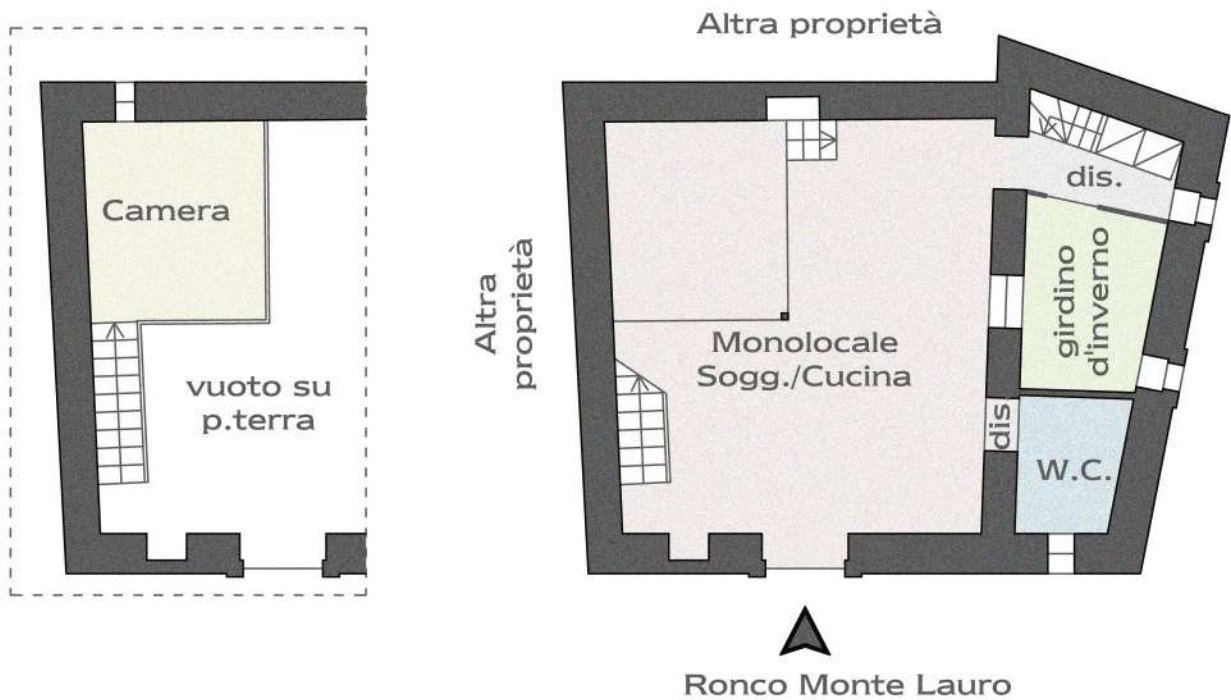 Camera
vuoto su
p.terra
Altra proprietà
Altra
proprietà
Monolocale
Sogg./Cucina
dis.
girdino
d'inverno
dis.
W.C.
Ronco Monte Lauro